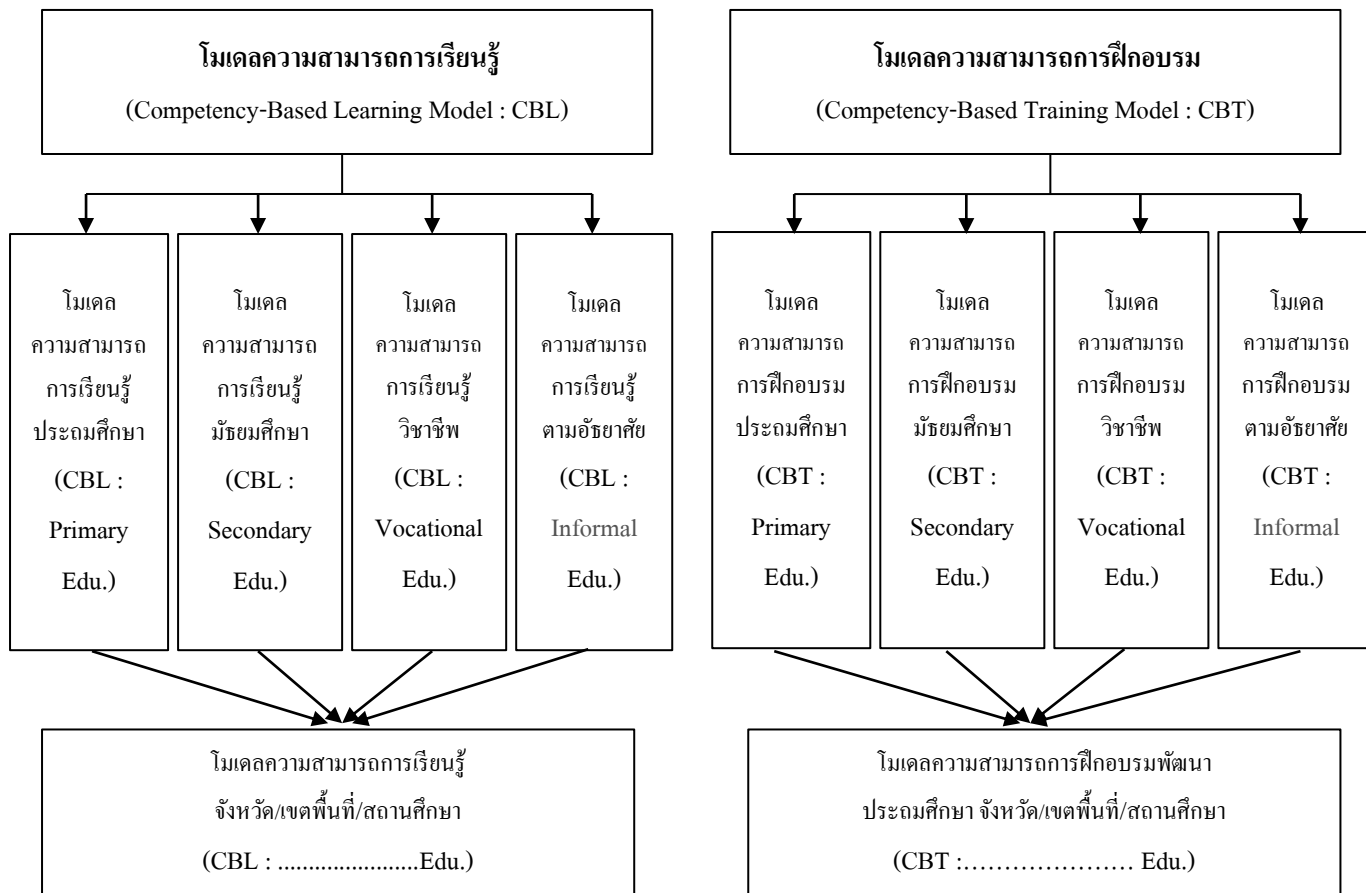 โมเดลความสามารถการเรียนรู้
(Competency-Based Learning Model : CBL)
โมเดลความสามารถการฝึกอบรม
(Competency-Based Training Model : CBT)
โมเดล
ความสามารถ
การเรียนรู้
ประถมศึกษา
(CBL :
Primary
Edu.)
โมเดล
ความสามารถ
การเรียนรู้
มัธยมศึกษา
(CBL :
Secondary
Edu.)
โมเดล
ความสามารถ
การเรียนรู้
วิชาชีพ
(CBL :
Vocational
Edu.)
โมเดล
ความสามารถ
การเรียนรู้
ตามอัธยาศัย
(CBL :
Informal
Edu.)
โมเดล
ความสามารถ
การฝึกอบรม
ประถมศึกษา
(CBT :
Primary
Edu.)
โมเดล
ความสามารถ
การฝึกอบรม
มัธยมศึกษา
(CBT :
Secondary
Edu.)
โมเดล
ความสามารถ
การฝึกอบรม
วิชาชีพ
(CBT :
Vocational
Edu.)
โมเดล
ความสามารถ
การฝึกอบรม
ตามอัธยาศัย
(CBT :
Informal
Edu.)
โมเดลความสามารถการเรียนรู้
จังหวัด/เขตพื้นที่/สถานศึกษา
(CBL : .......................Edu.)
โมเดลความสามารถการฝึกอบรมพัฒนา
ประถมศึกษา จังหวัด/เขตพื้นที่/สถานศึกษา
(CBT :………………… Edu.)